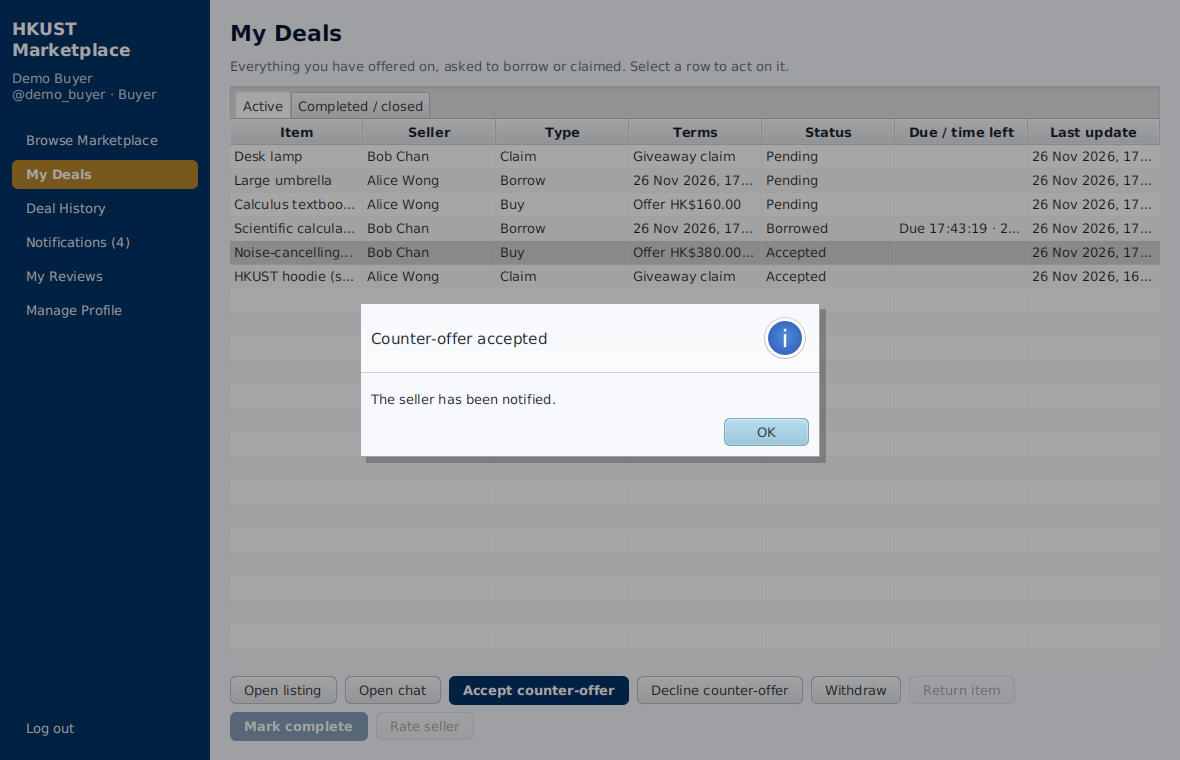 HKUST
Marketplace
Demo Buyer
@demo_buyer · Buyer
Browse Marketplace
My Deals
Deal History
Notifications (4)
My Reviews
Manage Profile
Log out
My Deals
Everything you have offered on, asked to borrow or claimed. Select a row to act on it.
Active Completed / closed
Item Seller Type Terms Status Due / time left Last update
Desk lamp Bob Chan Claim Giveaway claim Pending 26 Nov 2026, 17...
Large umbrella Alice Wong Borrow 26 Nov 2026, 17... Pending 26 Nov 2026, 17...
Calculus textboo... Alice Wong Buy Offer HK$160.00 Pending 26 Nov 2026, 17...
Scientific calcula... Bob Chan Borrow 26 Nov 2026, 17... Borrowed Due 17:43:19 · 2... 26 Nov 2026, 17...
Noise-cancelling... Bob Chan Buy Offer HK$380.00... Accepted 26 Nov 2026, 17...
HKUST hoodie (s... Alice Wong Claim Giveaway claim Accepted 26 Nov 2026, 16...
Counter-offer accepted
The seller has been notified.
OK
Open listing Open chat Accept counter-offer Decline counter-offer Withdraw Return item
Mark complete Rate seller